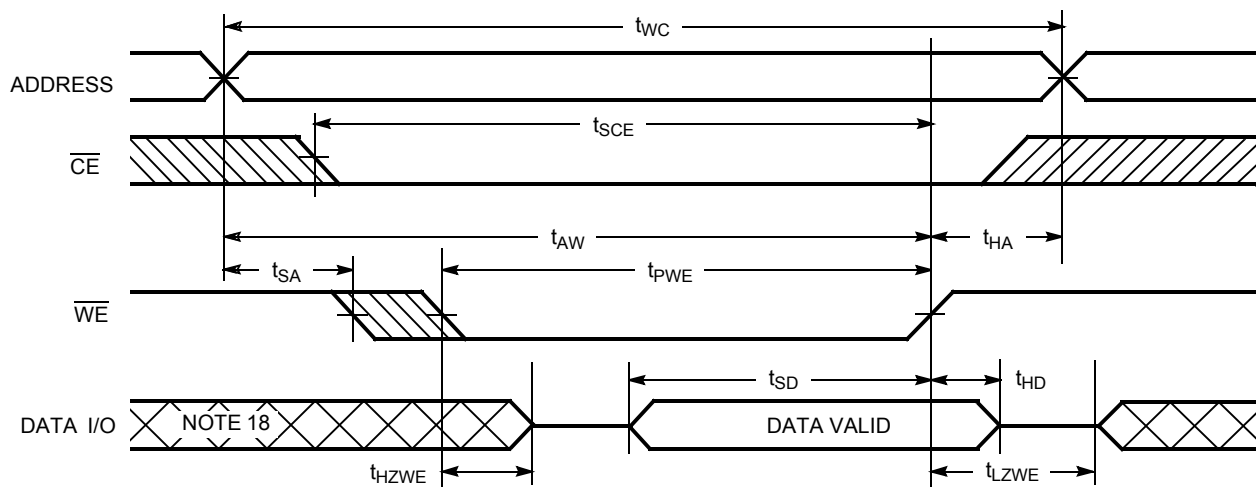 tWC
ADDRESS
tSCE
CE
tAW
tHA
tSA
tPWE
WE
tSD
tHD
DATA I/O
NOTE 18
DATA VALID
tHZWE
tLZWE